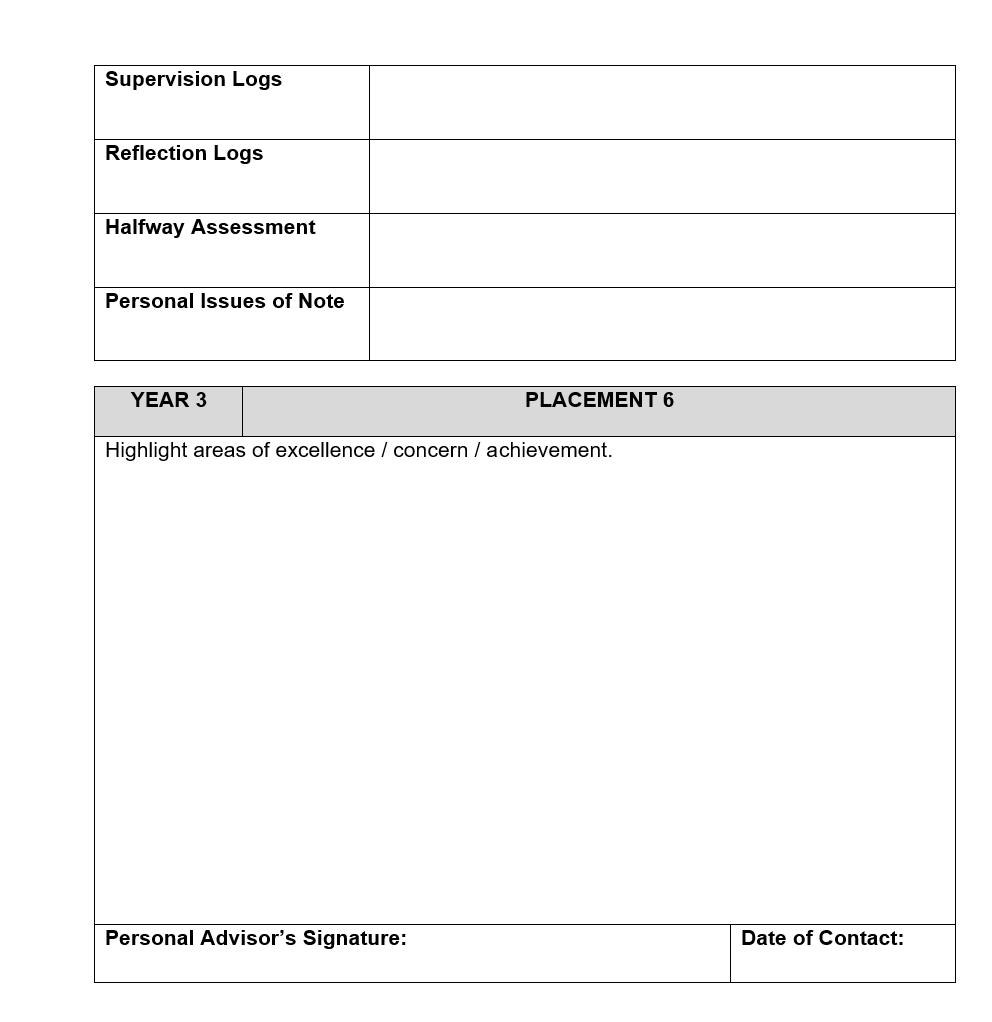 Supervision Logs
Reflection Logs
Halfway Assessment
Personal Issues of Note
YEAR 3 PLACEMENT 6
Highlight areas of excellence / concern / achievement.
Personal Advisor’s Signature: Date of Contact: